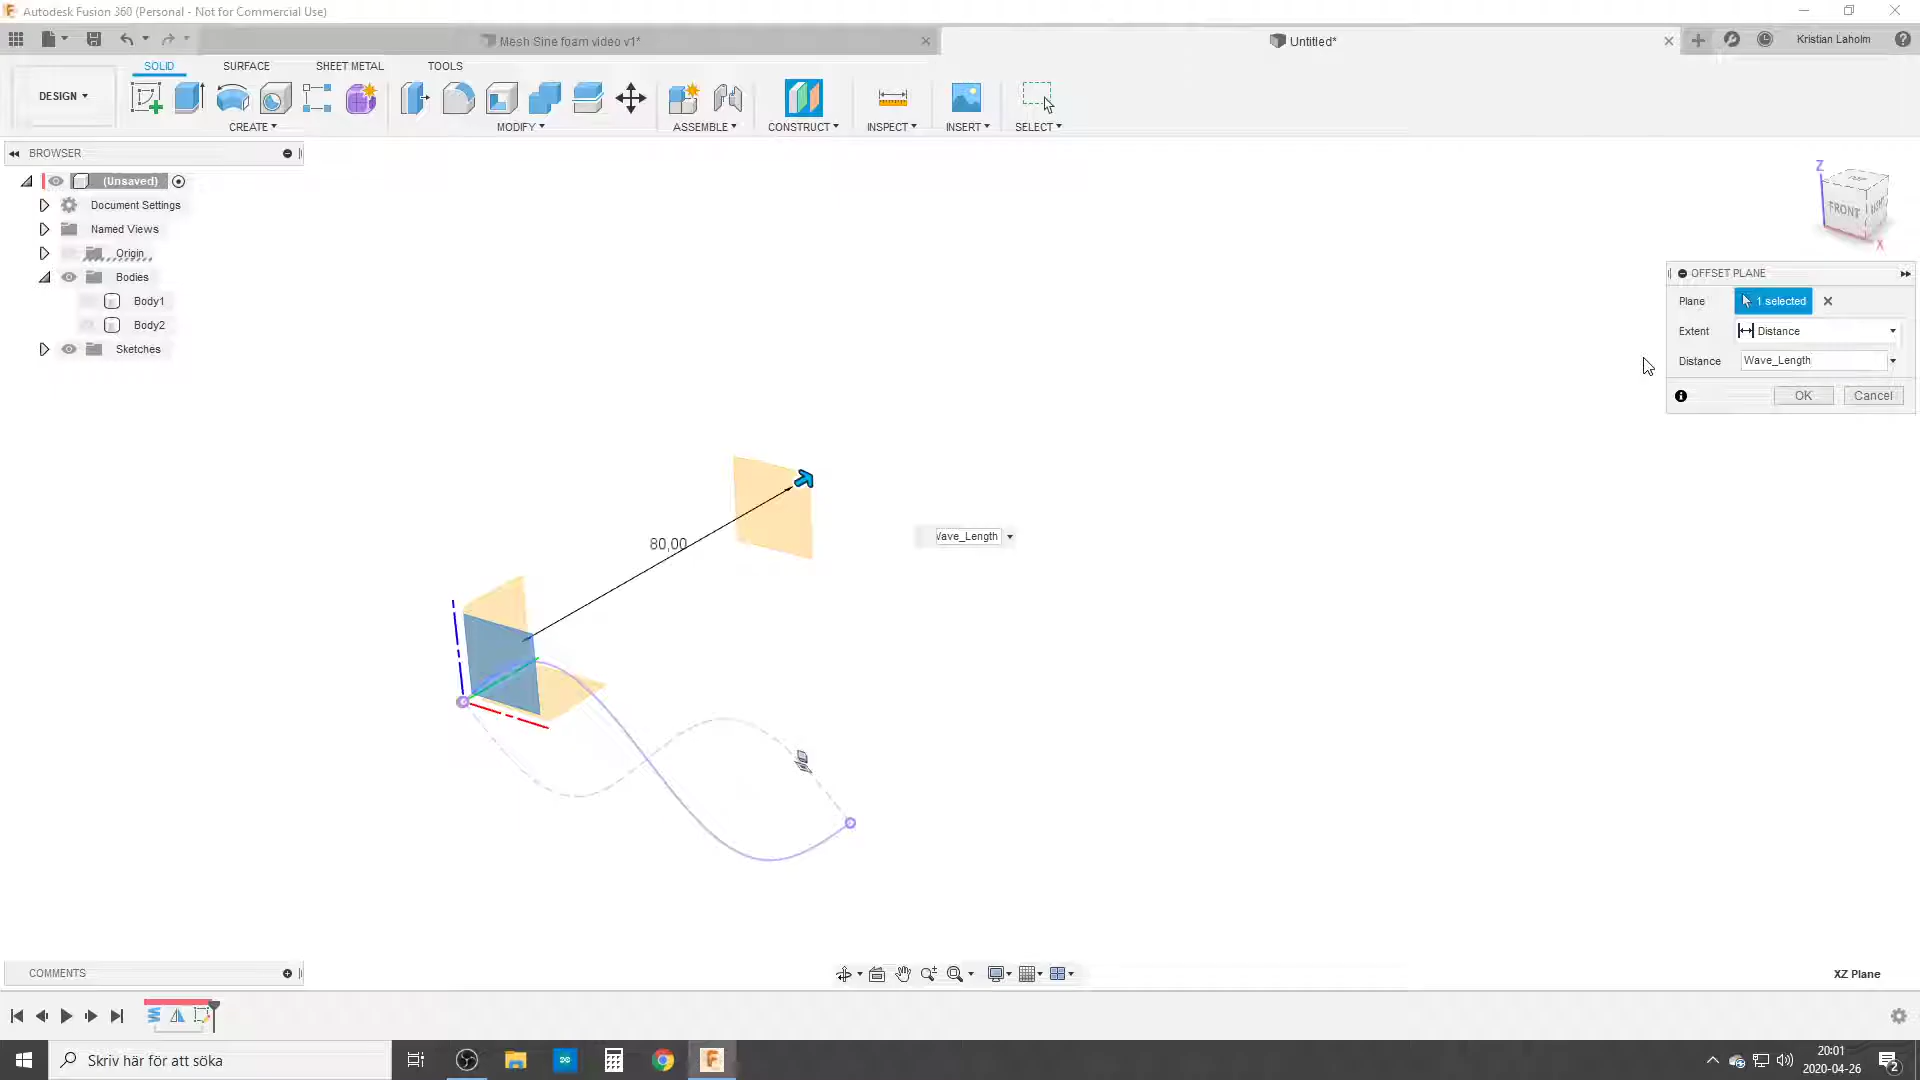 Autodesk Fusion 360 (Personal - Not for Commercial Use)
Mesh Sine foam video v1*
Untitled*
Kristian Laholm
DESIGN
SOLID SURFACE SHEET METAL TOOLS
CREATE MODIFY ASSEMBLE CONSTRUCT INSPECT INSERT SELECT
BROWSER
(Unsaved)
Document Settings
Named Views
Origin
Bodies
Body1
Body2
Sketches
Z
FRONT
X
OFFSET PLANE
Plane 1 selected
Extent Distance
Distance Wave_Length
OK Cancel
80,00
Wave_Length
COMMENTS
XZ Plane
Skriv här för att söka
20:01
2020-04-26
2